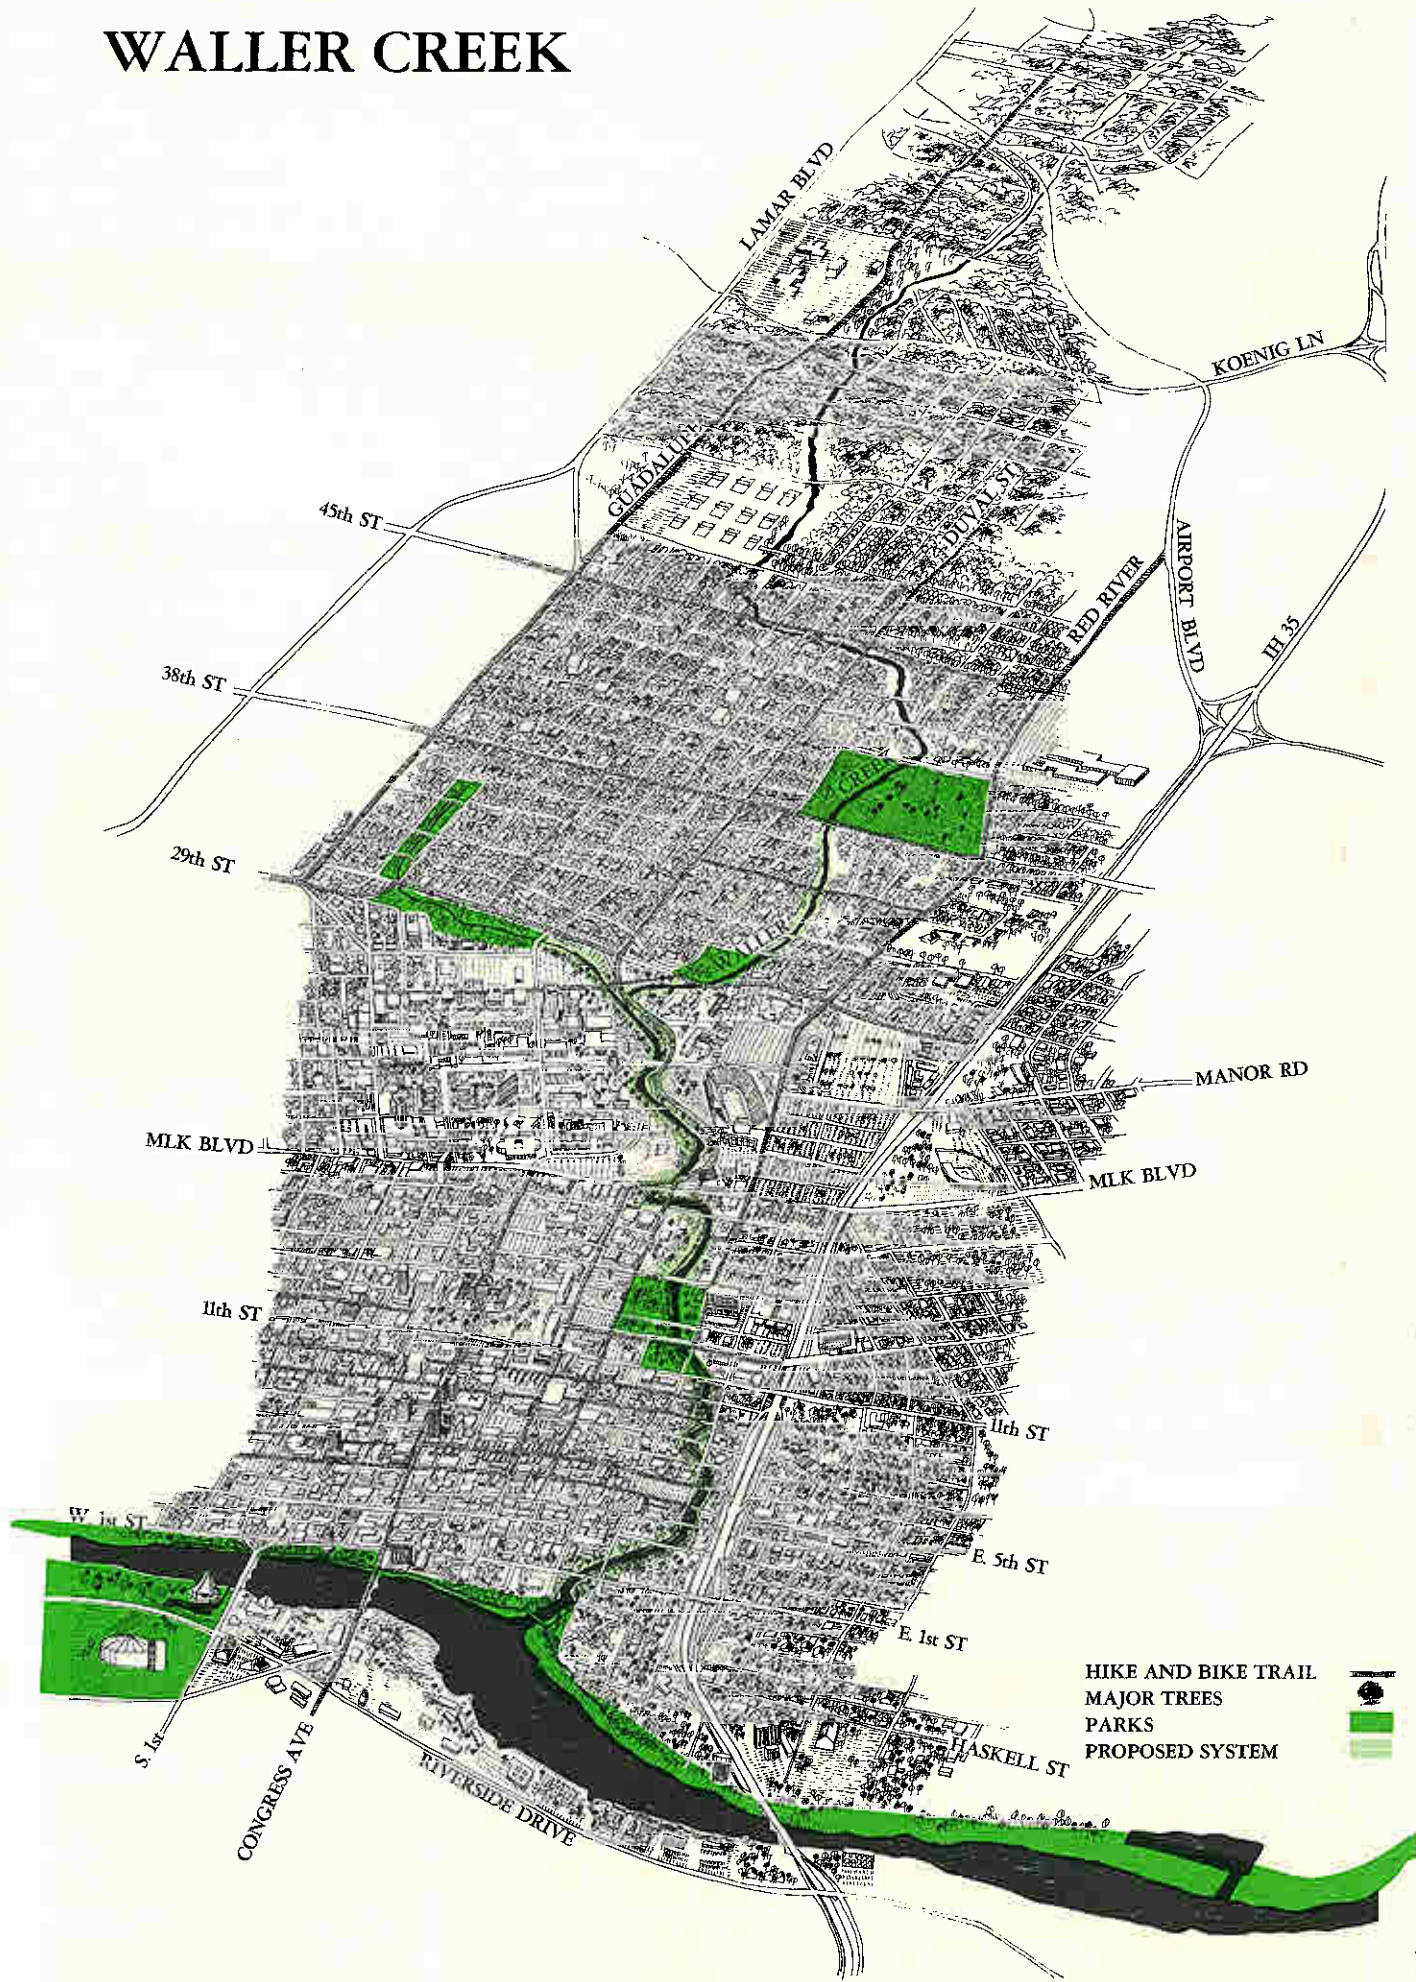 WALLER CREEK
LAMAR BLVD
KOENIG LN
GUADALUPE
45th ST
DUVAL ST
AIRPORT BLVD
RED RIVER
IH 35
38th ST
CREEK
29th ST
WALLER
MANOR RD
MLK BLVD
MLK BLVD
11th ST
11th ST
W. 1st ST
E. 5th ST
E. 1st ST
HIKE AND BIKE TRAIL
MAJOR TREES
PARKS
PROPOSED SYSTEM
S. 1st
CONGRESS AVE
RIVERSIDE DRIVE
HASKELL ST